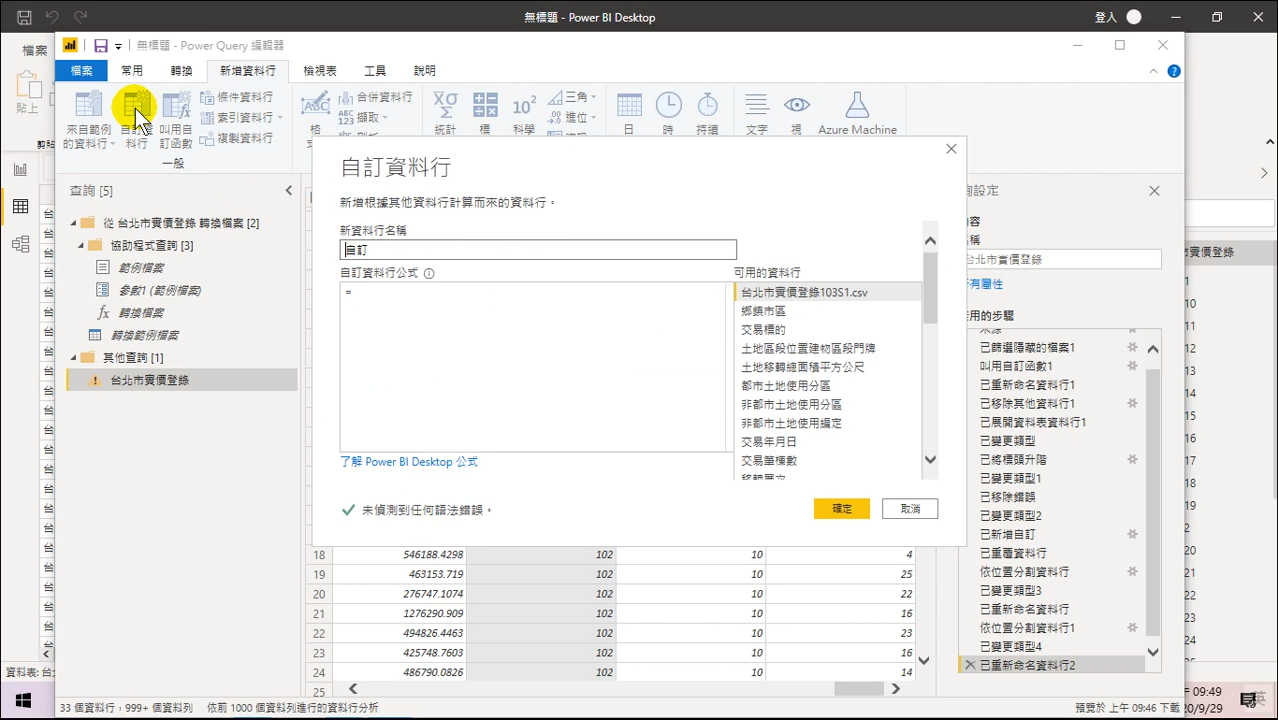 無標題 - Power BI Desktop
登入
檔案
無標題 - Power Query 編輯器
檔案 常用 轉換 新增資料行 檢視表 工具 說明
貼上
來自範例
的資料行
自訂資
料行
叫用自
訂函數
條件資料行
索引資料行
複製資料行
一般
合併資料行
擷取
統計
標
科學
三角
進位
日
時
持續
文字
視
Azure Machine
查詢 [5]
從 台北市實價登錄 轉換檔案 [2]
協助程式查詢 [3]
範例檔案
參數1 (範例檔案)
轉換檔案
轉換範例檔案
其他查詢 [1]
台北市實價登錄
自訂資料行
新增根據其他資料行計算而來的資料行。
新資料行名稱
自訂
自訂資料行公式
=
可用的資料行
台北市實價登錄103S1.csv
鄉鎮市區
交易標的
土地區段位置建物區段門牌
土地移轉總面積平方公尺
都市土地使用分區
非都市土地使用分區
非都市土地使用編定
交易年月日
交易筆棟數
移轉層次
了解 Power BI Desktop 公式
未偵測到任何語法錯誤。
確定
取消
詢設定
內容
名稱
台北市實價登錄
所有屬性
套用的步驟
來源
已篩選隱藏的檔案1
叫用自訂函數1
已重新命名資料行1
已移除其他資料行1
已展開資料表資料行1
已變更類型
已將標頭升階
已變更類型1
已移除錯誤
已變更類型2
已新增自訂
已重覆資料行
依位置分割資料行
已變更類型3
已重新命名資料行
依位置分割資料行1
已變更類型4
已重新命名資料行2
18 546188.4298 102 10 4
19 463153.719 102 10 25
20 276747.1074 102 10 22
21 1276290.909 102 10 16
22 494826.4463 102 10 23
23 425748.7603 102 10 16
24 486790.0826 102 10 14
25
33 個資料行，999+ 個資料列
依前 1000 個資料列進行的資料行分析
預覽於 上午 09:46 下載